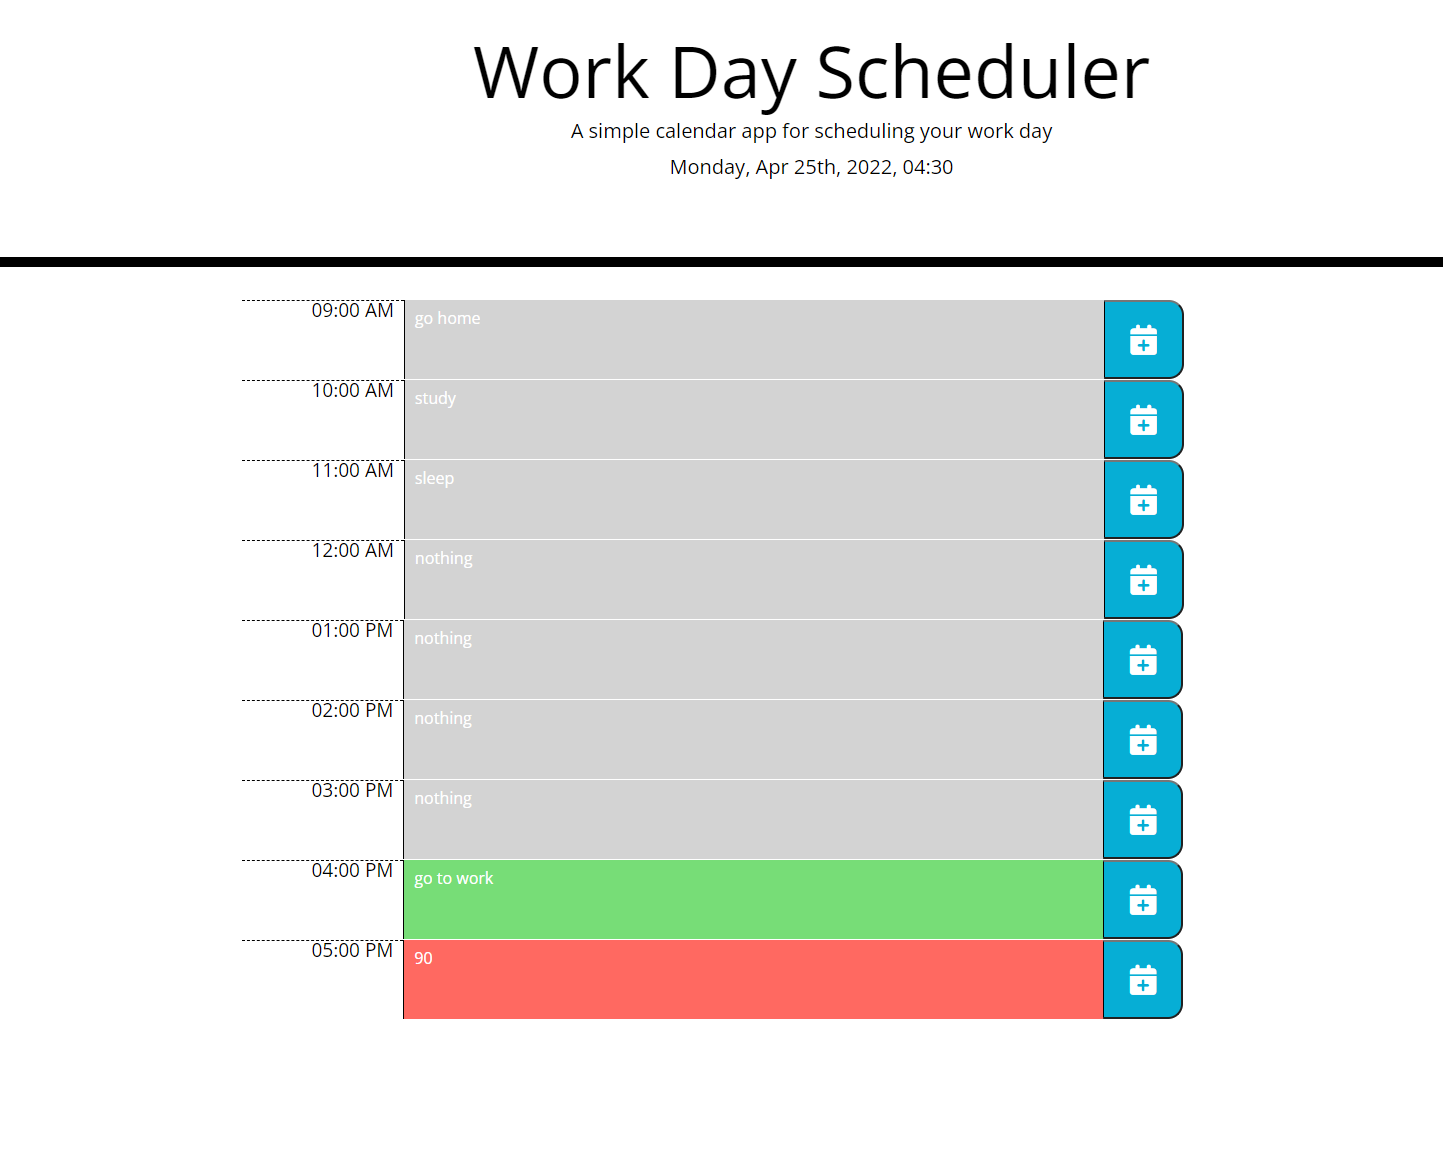 Work Day Scheduler
A simple calendar app for scheduling your work day
Monday, Apr 25th, 2022, 04:30
09:00 AM go home
10:00 AM study
11:00 AM sleep
12:00 AM nothing
01:00 PM nothing
02:00 PM nothing
03:00 PM nothing
04:00 PM go to work
05:00 PM 90